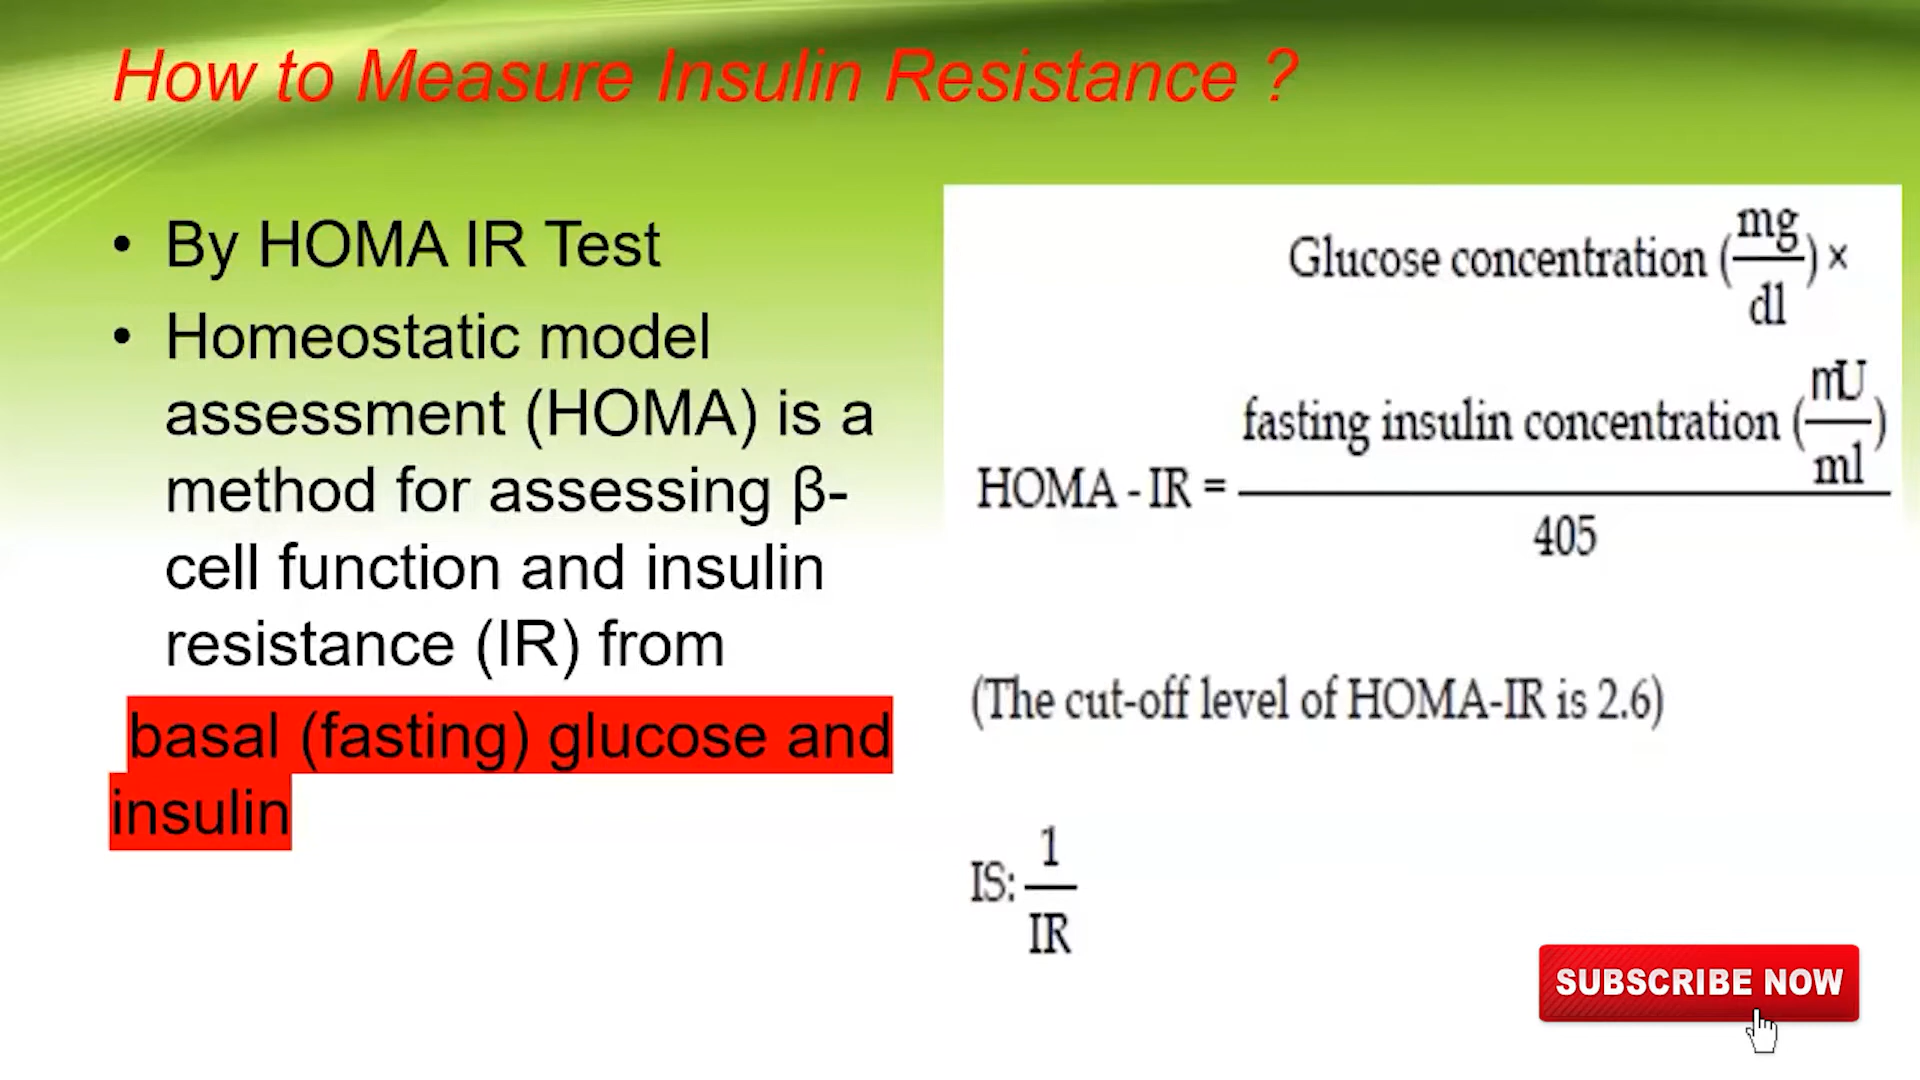 How to Measure Insulin Resistance ?
• By HOMA IR Test
• Homeostatic model
assessment (HOMA) is a
method for assessing β-
cell function and insulin
resistance (IR) from
basal (fasting) glucose and
insulin
Glucose concentration (mg/dl) ×
fasting insulin concentration (mU/ml)
HOMA - IR =
405
(The cut-off level of HOMA-IR is 2.6)
IS: 1/IR
SUBSCRIBE NOW